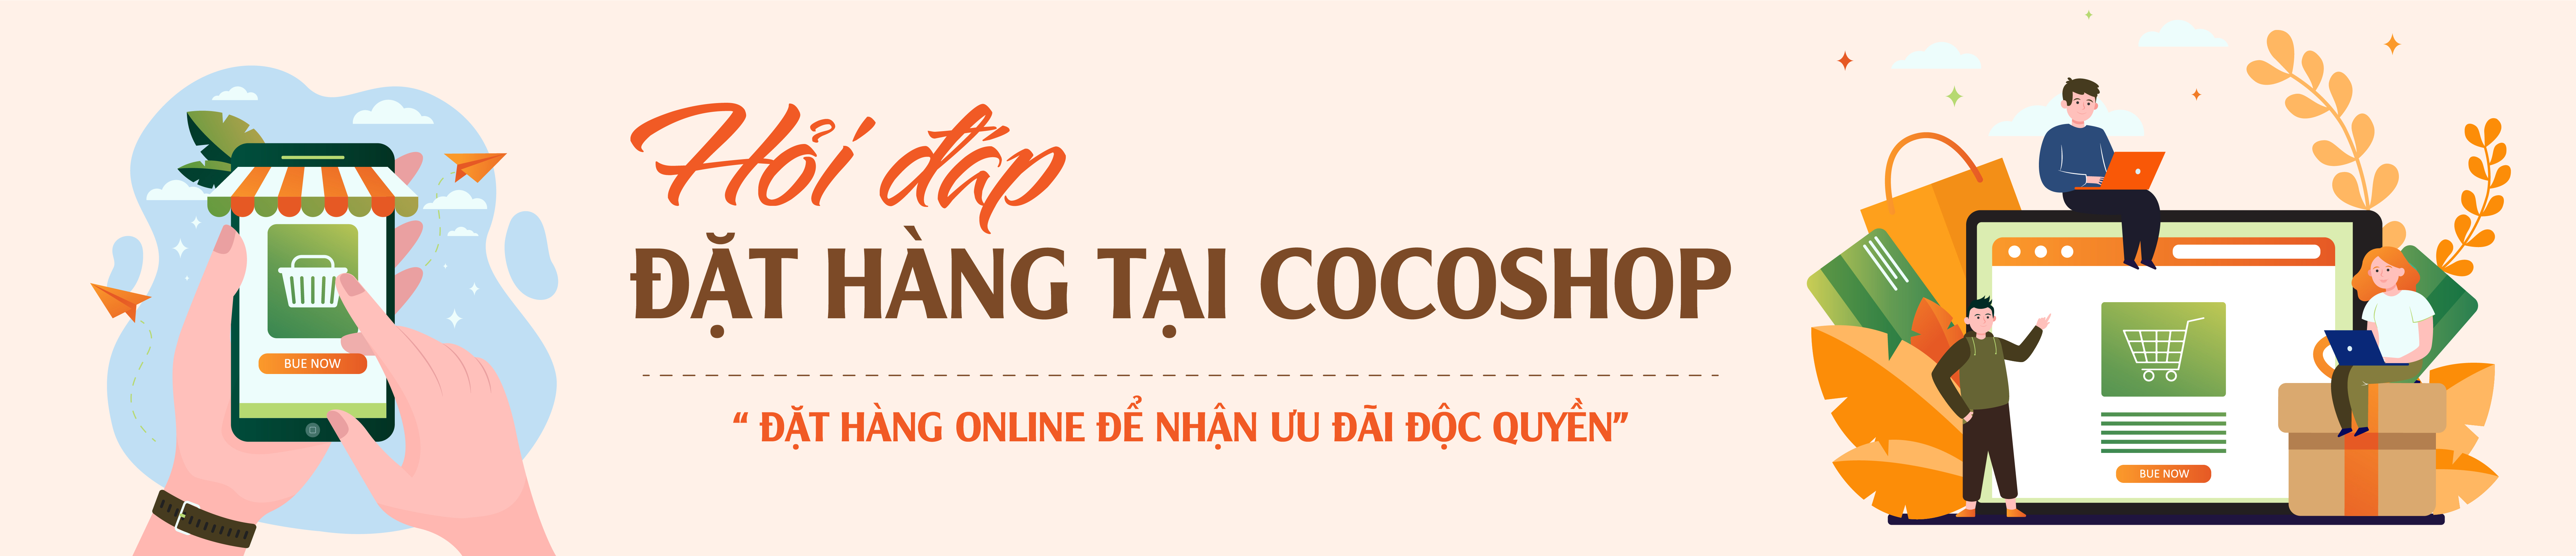 Hỏi đáp
ĐẶT HÀNG TẠI COCOSHOP
“ ĐẶT HÀNG ONLINE ĐỂ NHẬN ƯU ĐÃI ĐỘC QUYỀN”
BUE NOW
BUE NOW